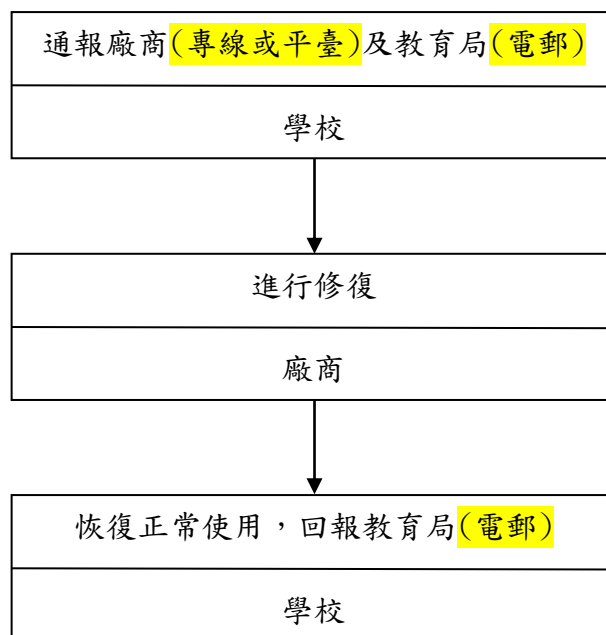 通報廠商(專線或平臺)及教育局(電郵)
學校
進行修復
廠商
恢復正常使用，回報教育局(電郵)
學校